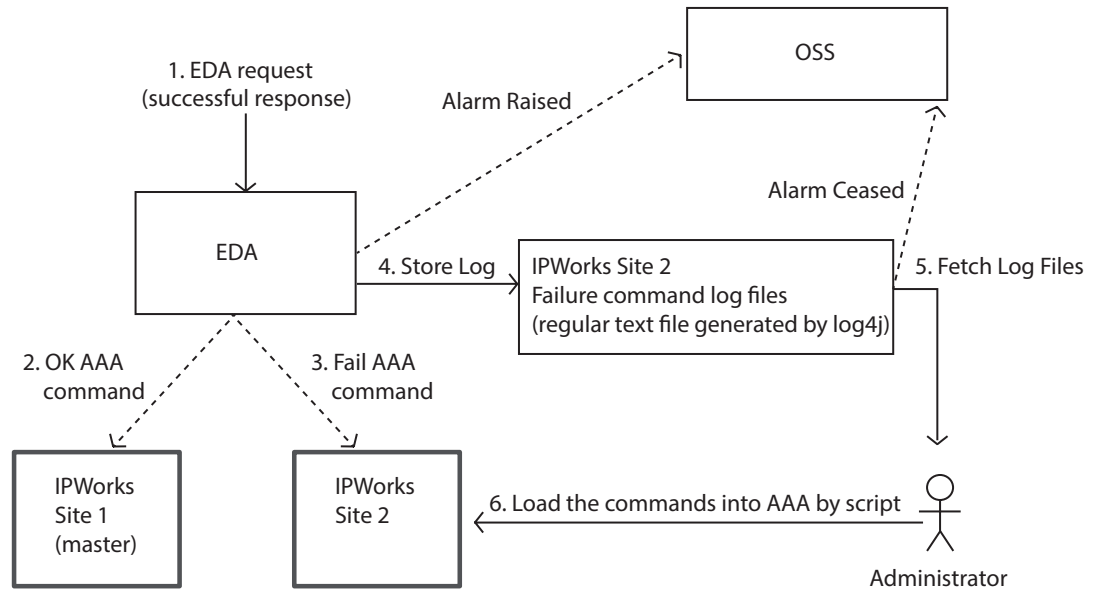 OSS
1. EDA request
(successful response)
Alarm Raised
Alarm Ceased
EDA
4. Store Log
IPWorks Site 2
Failure command log files
(regular text file generated by log4j)
5. Fetch Log Files
2. OK AAA
command
3. Fail AAA
command
IPWorks
Site 1
(master)
IPWorks
Site 2
6. Load the commands into AAA by script
Administrator